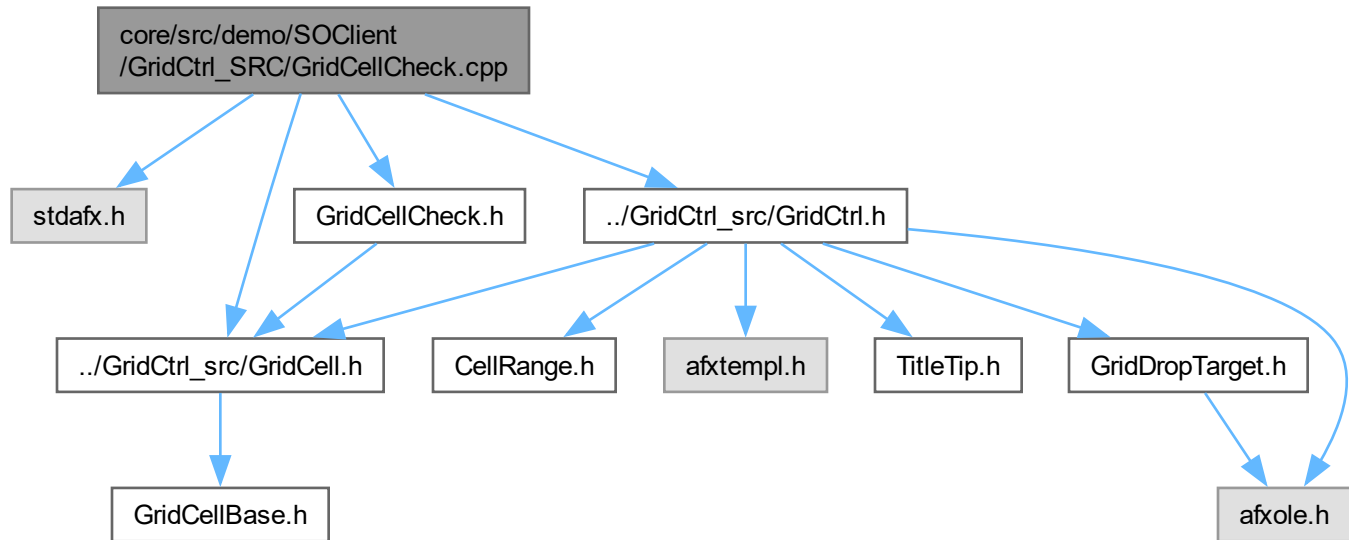 core/src/demo/SOClient
/GridCtrl_SRC/GridCellCheck.cpp
stdafx.h
GridCellCheck.h
../GridCtrl_src/GridCtrl.h
../GridCtrl_src/GridCell.h
CellRange.h
afxtempl.h
TitleTip.h
GridDropTarget.h
GridCellBase.h
afxole.h